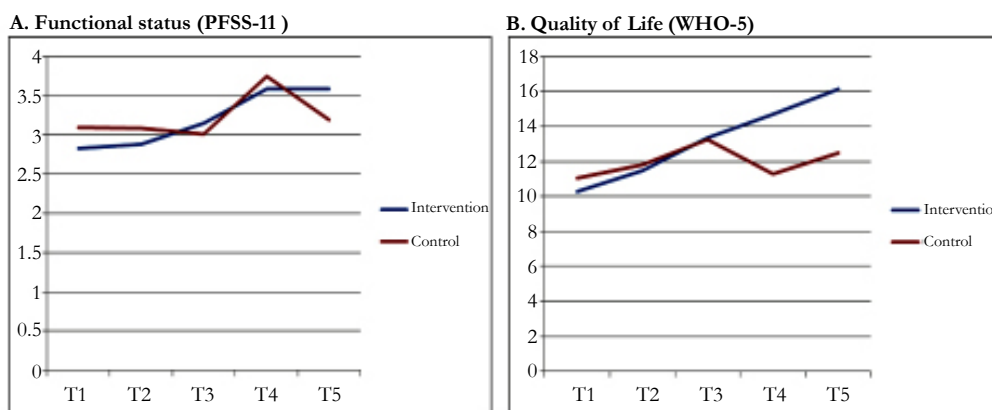 A. Functional status (PFSS-11 )
4
3.5
3
2.5
2
1.5
1
0.5
0
T1 T2 T3 T4 T5
Intervention
Control
B. Quality of Life (WHO-5)
18
16
14
12
10
8
6
4
2
0
T1 T2 T3 T4 T5
Interventio
Control